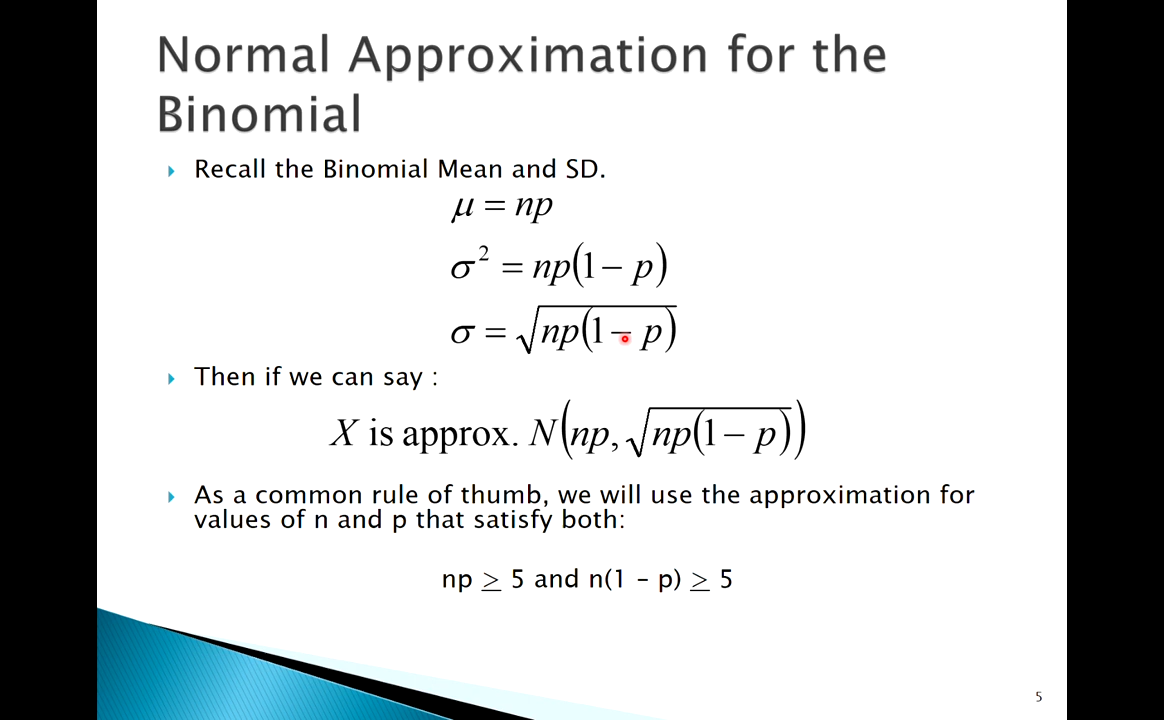 Normal Approximation for the
Binomial
Recall the Binomial Mean and SD.
μ = np
σ² = np(1 − p)
σ = √(np(1 − p))
Then if we can say :
X is approx. N(np, √(np(1 − p)))
As a common rule of thumb, we will use the approximation for
values of n and p that satisfy both:
np ≥ 5 and n(1 – p) ≥ 5
5